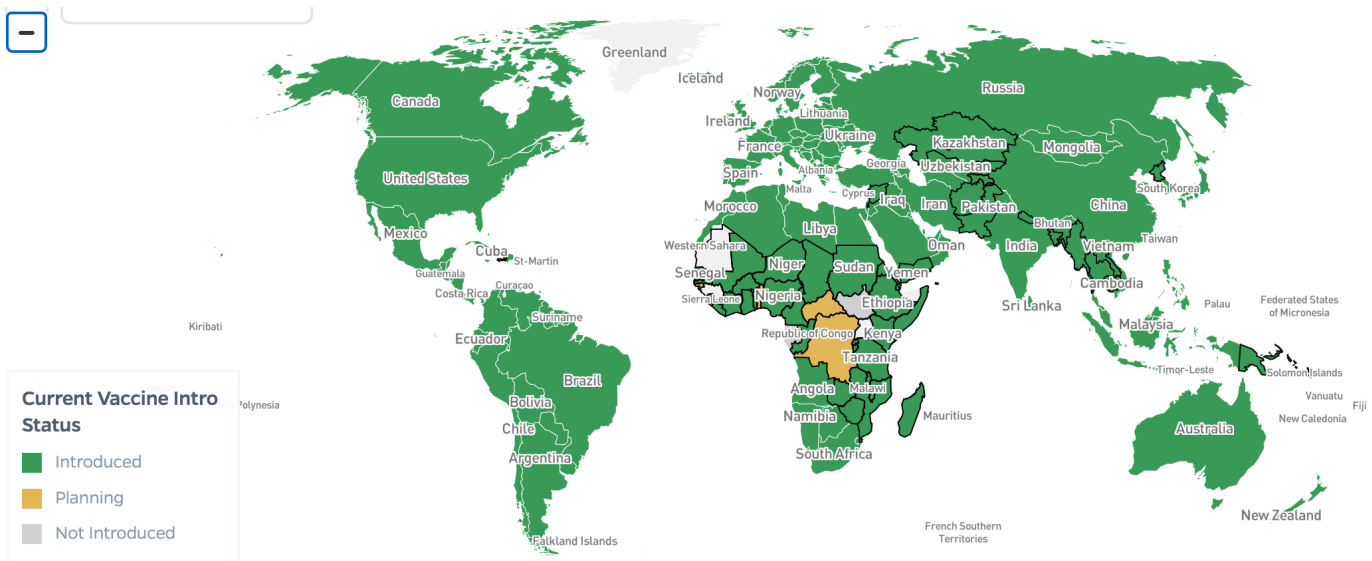 Greenland
Iceland
Canada
Norway
Russia
Ireland
Lithuania
France
Ukraine
Kazakhstan
Mongolia
United States
Spain
Albania
Georgia
Uzbekistan
Malta
Cyprus
Iraq
Iran
Pakistan
China
South Korea
Morocco
Libya
Mexico
Cuba
St-Martin
Western Sahara
Oman
Bhutan
India
Vietnam
Taiwan
Guatemala
Senegal
Niger
Sudan
Yemen
Cambodia
Costa Rica
Curaçao
Sierra Leone
Nigeria
Ethiopia
Sri Lanka
Palau
Federated States
of Micronesia
Kiribati
Suriname
Ecuador
Republic of Congo
Kenya
Malaysia
Tanzania
Timor-Leste
Solomon Islands
Brazil
Bolivia
Angola
Malawi
Vanuatu
Polynesia
Namibia
Mauritius
Fiji
New Caledonia
Chile
Australia
Argentina
South Africa
New Zealand
French Southern
Territories
Falkland Islands
Current Vaccine Intro
Status
Introduced
Planning
Not Introduced